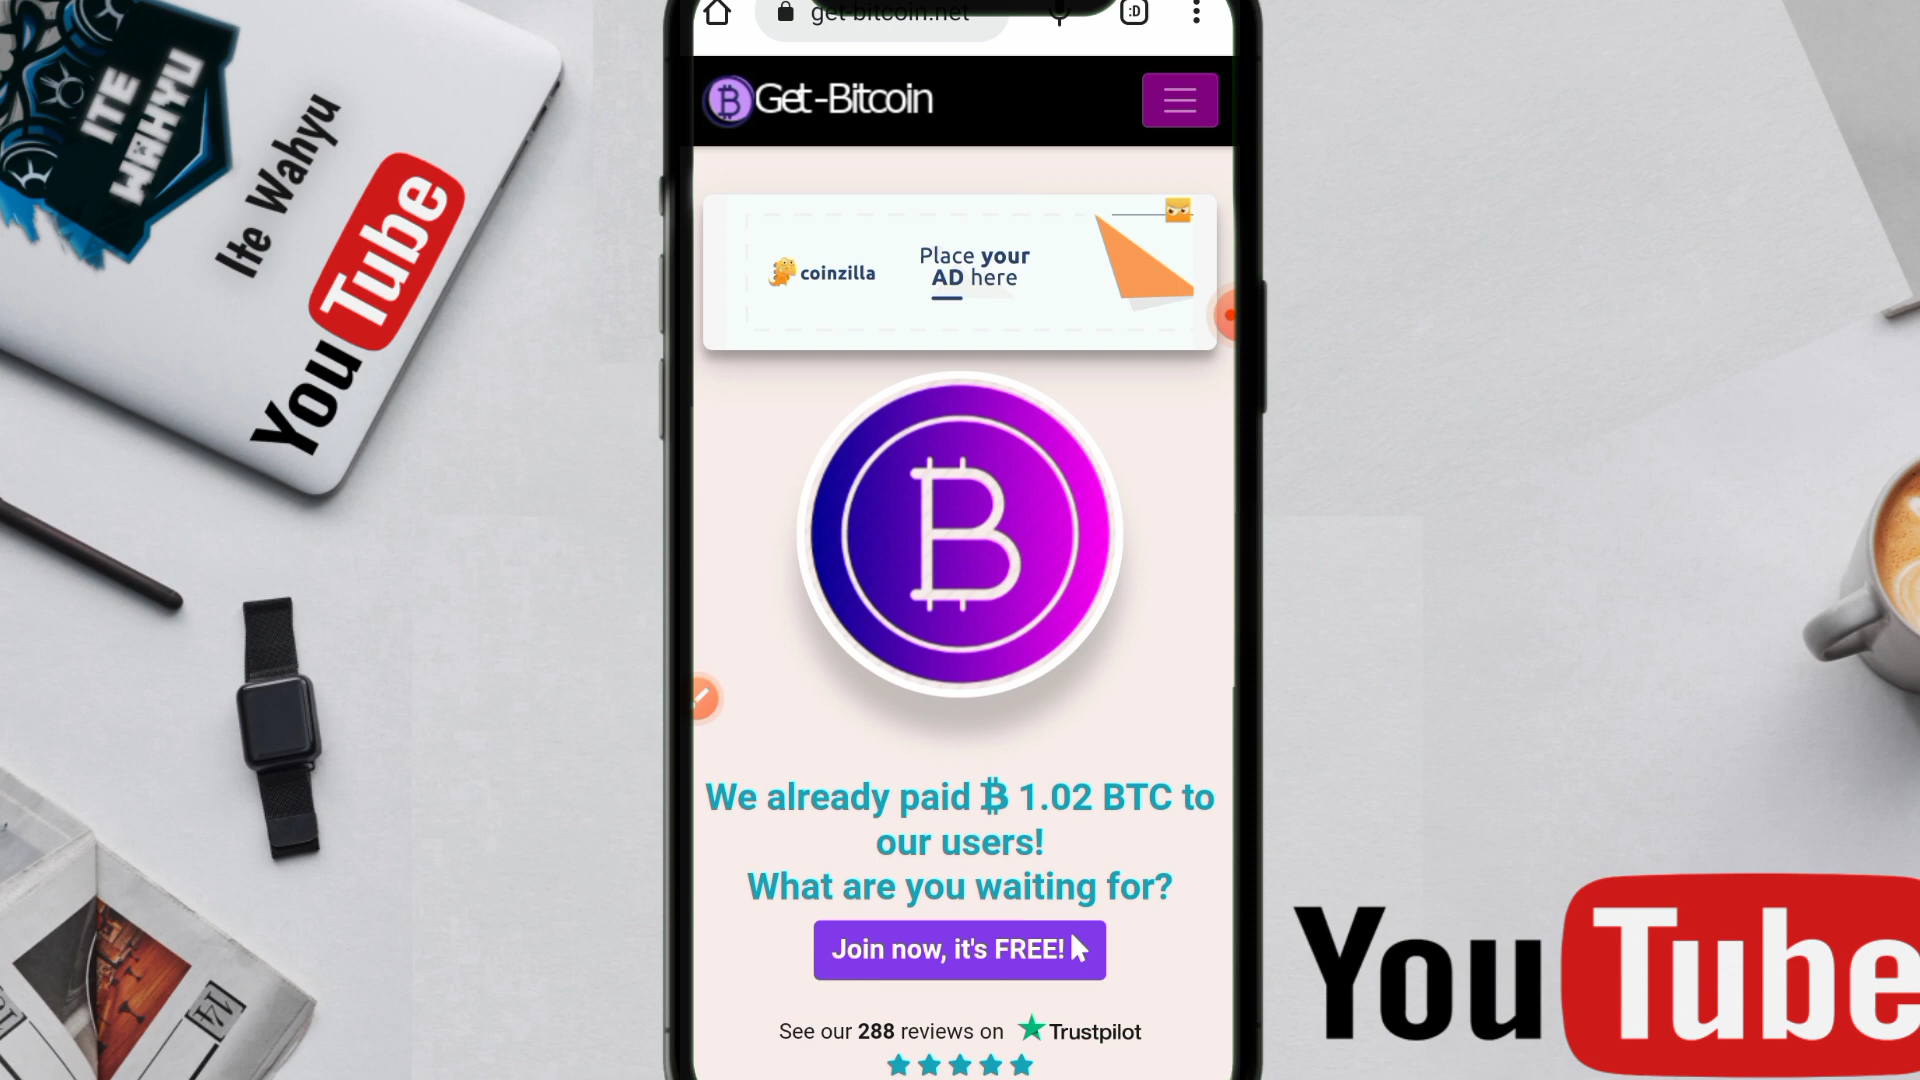 get-bitcoin.net
:D
Get-Bitcoin
coinzilla
Place your
AD here
We already paid ₿ 1.02 BTC to
our users!
What are you waiting for?
Join now, it's FREE!
See our 288 reviews on
Trustpilot
ITE
WAHYU
Ite Wahyu
YouTube
YouTube